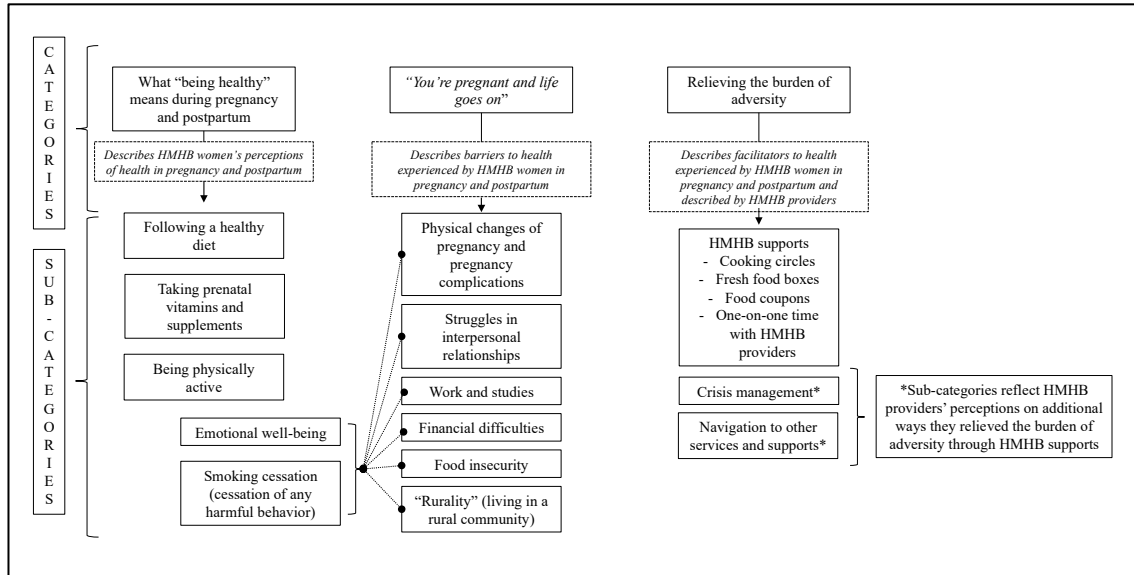 CATEGORIES
What “being healthy”
means during pregnancy
and postpartum
Describes HMHB women’s perceptions
of health in pregnancy and postpartum
“You’re pregnant and life
goes on”
Describes barriers to health
experienced by HMHB women in
pregnancy and postpartum
Relieving the burden of
adversity
Describes facilitators to health
experienced by HMHB women in
pregnancy and postpartum and
described by HMHB providers
SUB-CATEGORIES
Following a healthy
diet
Taking prenatal
vitamins and
supplements
Being physically
active
Emotional well-being
Smoking cessation
(cessation of any
harmful behavior)
Physical changes of
pregnancy and
pregnancy
complications
Struggles in
interpersonal
relationships
Work and studies
Financial difficulties
Food insecurity
“Rurality” (living in a
rural community)
HMHB supports
- Cooking circles
- Fresh food boxes
- Food coupons
- One-on-one time
with HMHB
providers
Crisis management*
Navigation to other
services and supports*
*Sub-categories reflect HMHB
providers’ perceptions on additional
ways they relieved the burden of
adversity through HMHB supports